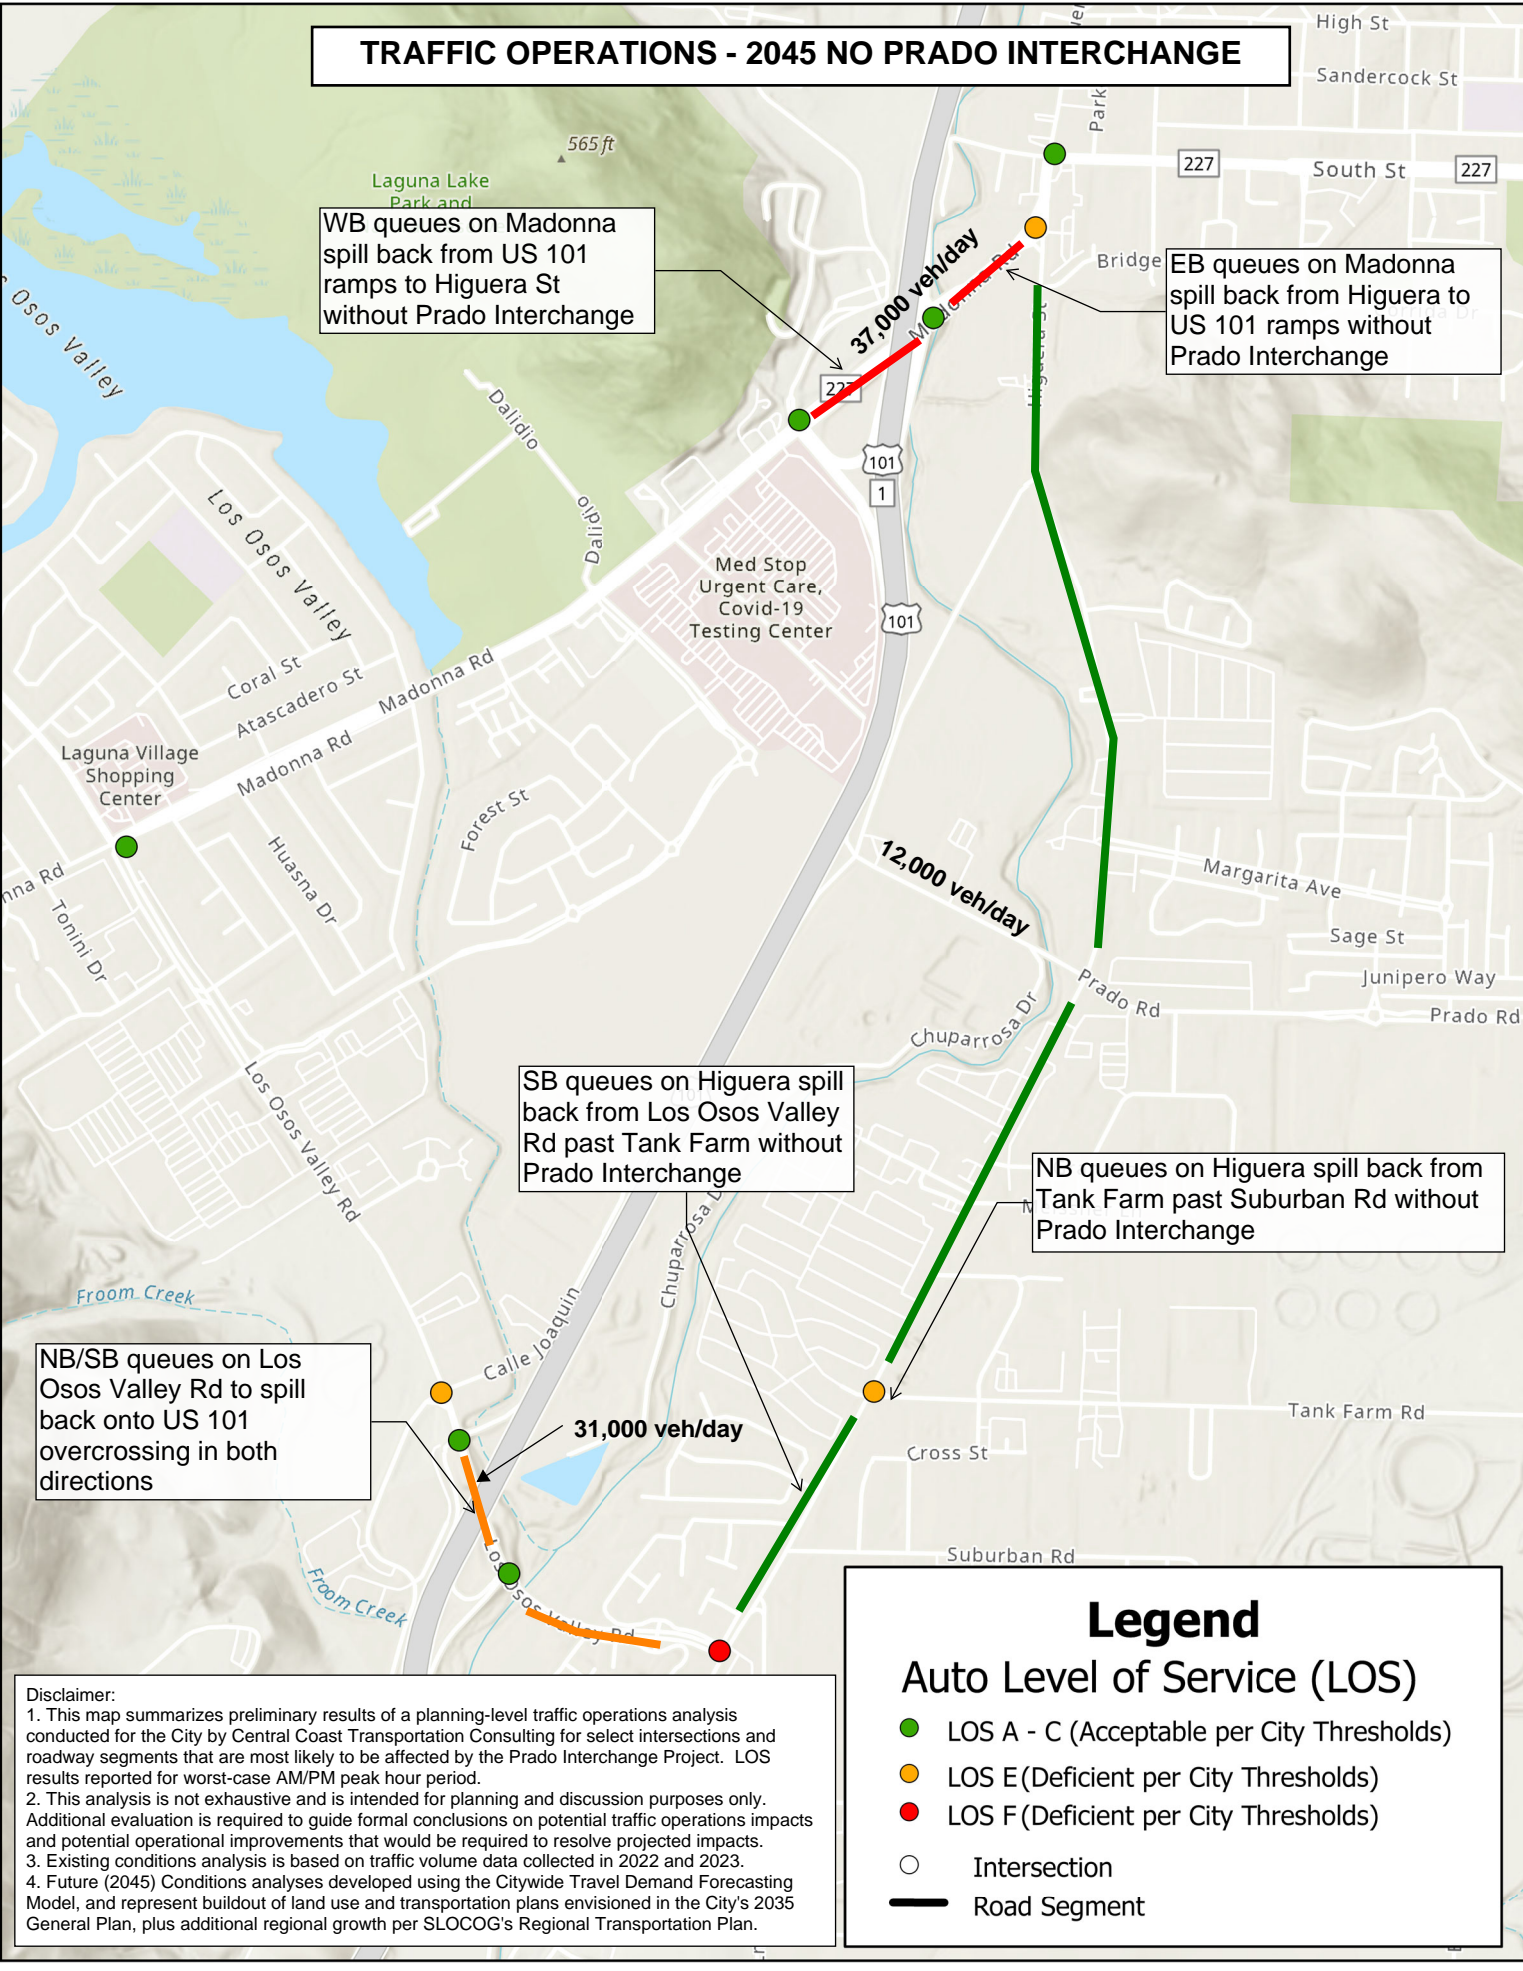 TRAFFIC OPERATIONS - 2045 NO PRADO INTERCHANGE
High St
Sandercock St
Park
565 ft
227
South St
227
Laguna Lake
Park and
WB queues on Madonna
spill back from US 101
ramps to Higuera St
without Prado Interchange
37,000 veh/day
Madonna Rd
Bridge
EB queues on Madonna
spill back from Higuera to
US 101 ramps without
Prado Interchange
Osos Valley
Higuera St
227
Dalidio
101
1
Los Osos Valley
Dalidio
Med Stop
Urgent Care,
Covid-19
Testing Center
101
Coral St
Atascadero St
Madonna Rd
Laguna Village
Shopping
Center
Madonna Rd
Forest St
Huasna Dr
12,000 veh/day
Margarita Ave
nna Rd
Tonini Dr
Sage St
Junipero Way
Prado Rd
Prado Rd
Chuparrosa Dr
Los Osos Valley Rd
SB queues on Higuera spill
back from Los Osos Valley
Rd past Tank Farm without
Prado Interchange
NB queues on Higuera spill back from
Tank Farm past Suburban Rd without
Prado Interchange
Chuparrosa D
Froom Creek
Calle Joaquin
NB/SB queues on Los
Osos Valley Rd to spill
back onto US 101
overcrossing in both
directions
31,000 veh/day
Tank Farm Rd
Cross St
Suburban Rd
Los Osos Valley Rd
Froom Creek
Legend
Auto Level of Service (LOS)
LOS A - C (Acceptable per City Thresholds)
LOS E (Deficient per City Thresholds)
LOS F (Deficient per City Thresholds)
Intersection
Road Segment
Disclaimer:
1. This map summarizes preliminary results of a planning-level traffic operations analysis
conducted for the City by Central Coast Transportation Consulting for select intersections and
roadway segments that are most likely to be affected by the Prado Interchange Project.  LOS
results reported for worst-case AM/PM peak hour period.
2. This analysis is not exhaustive and is intended for planning and discussion purposes only.
Additional evaluation is required to guide formal conclusions on potential traffic operations impacts
and potential operational improvements that would be required to resolve projected impacts.
3. Existing conditions analysis is based on traffic volume data collected in 2022 and 2023.
4. Future (2045) Conditions analyses developed using the Citywide Travel Demand Forecasting
Model, and represent buildout of land use and transportation plans envisioned in the City's 2035
General Plan, plus additional regional growth per SLOCOG's Regional Transportation Plan.